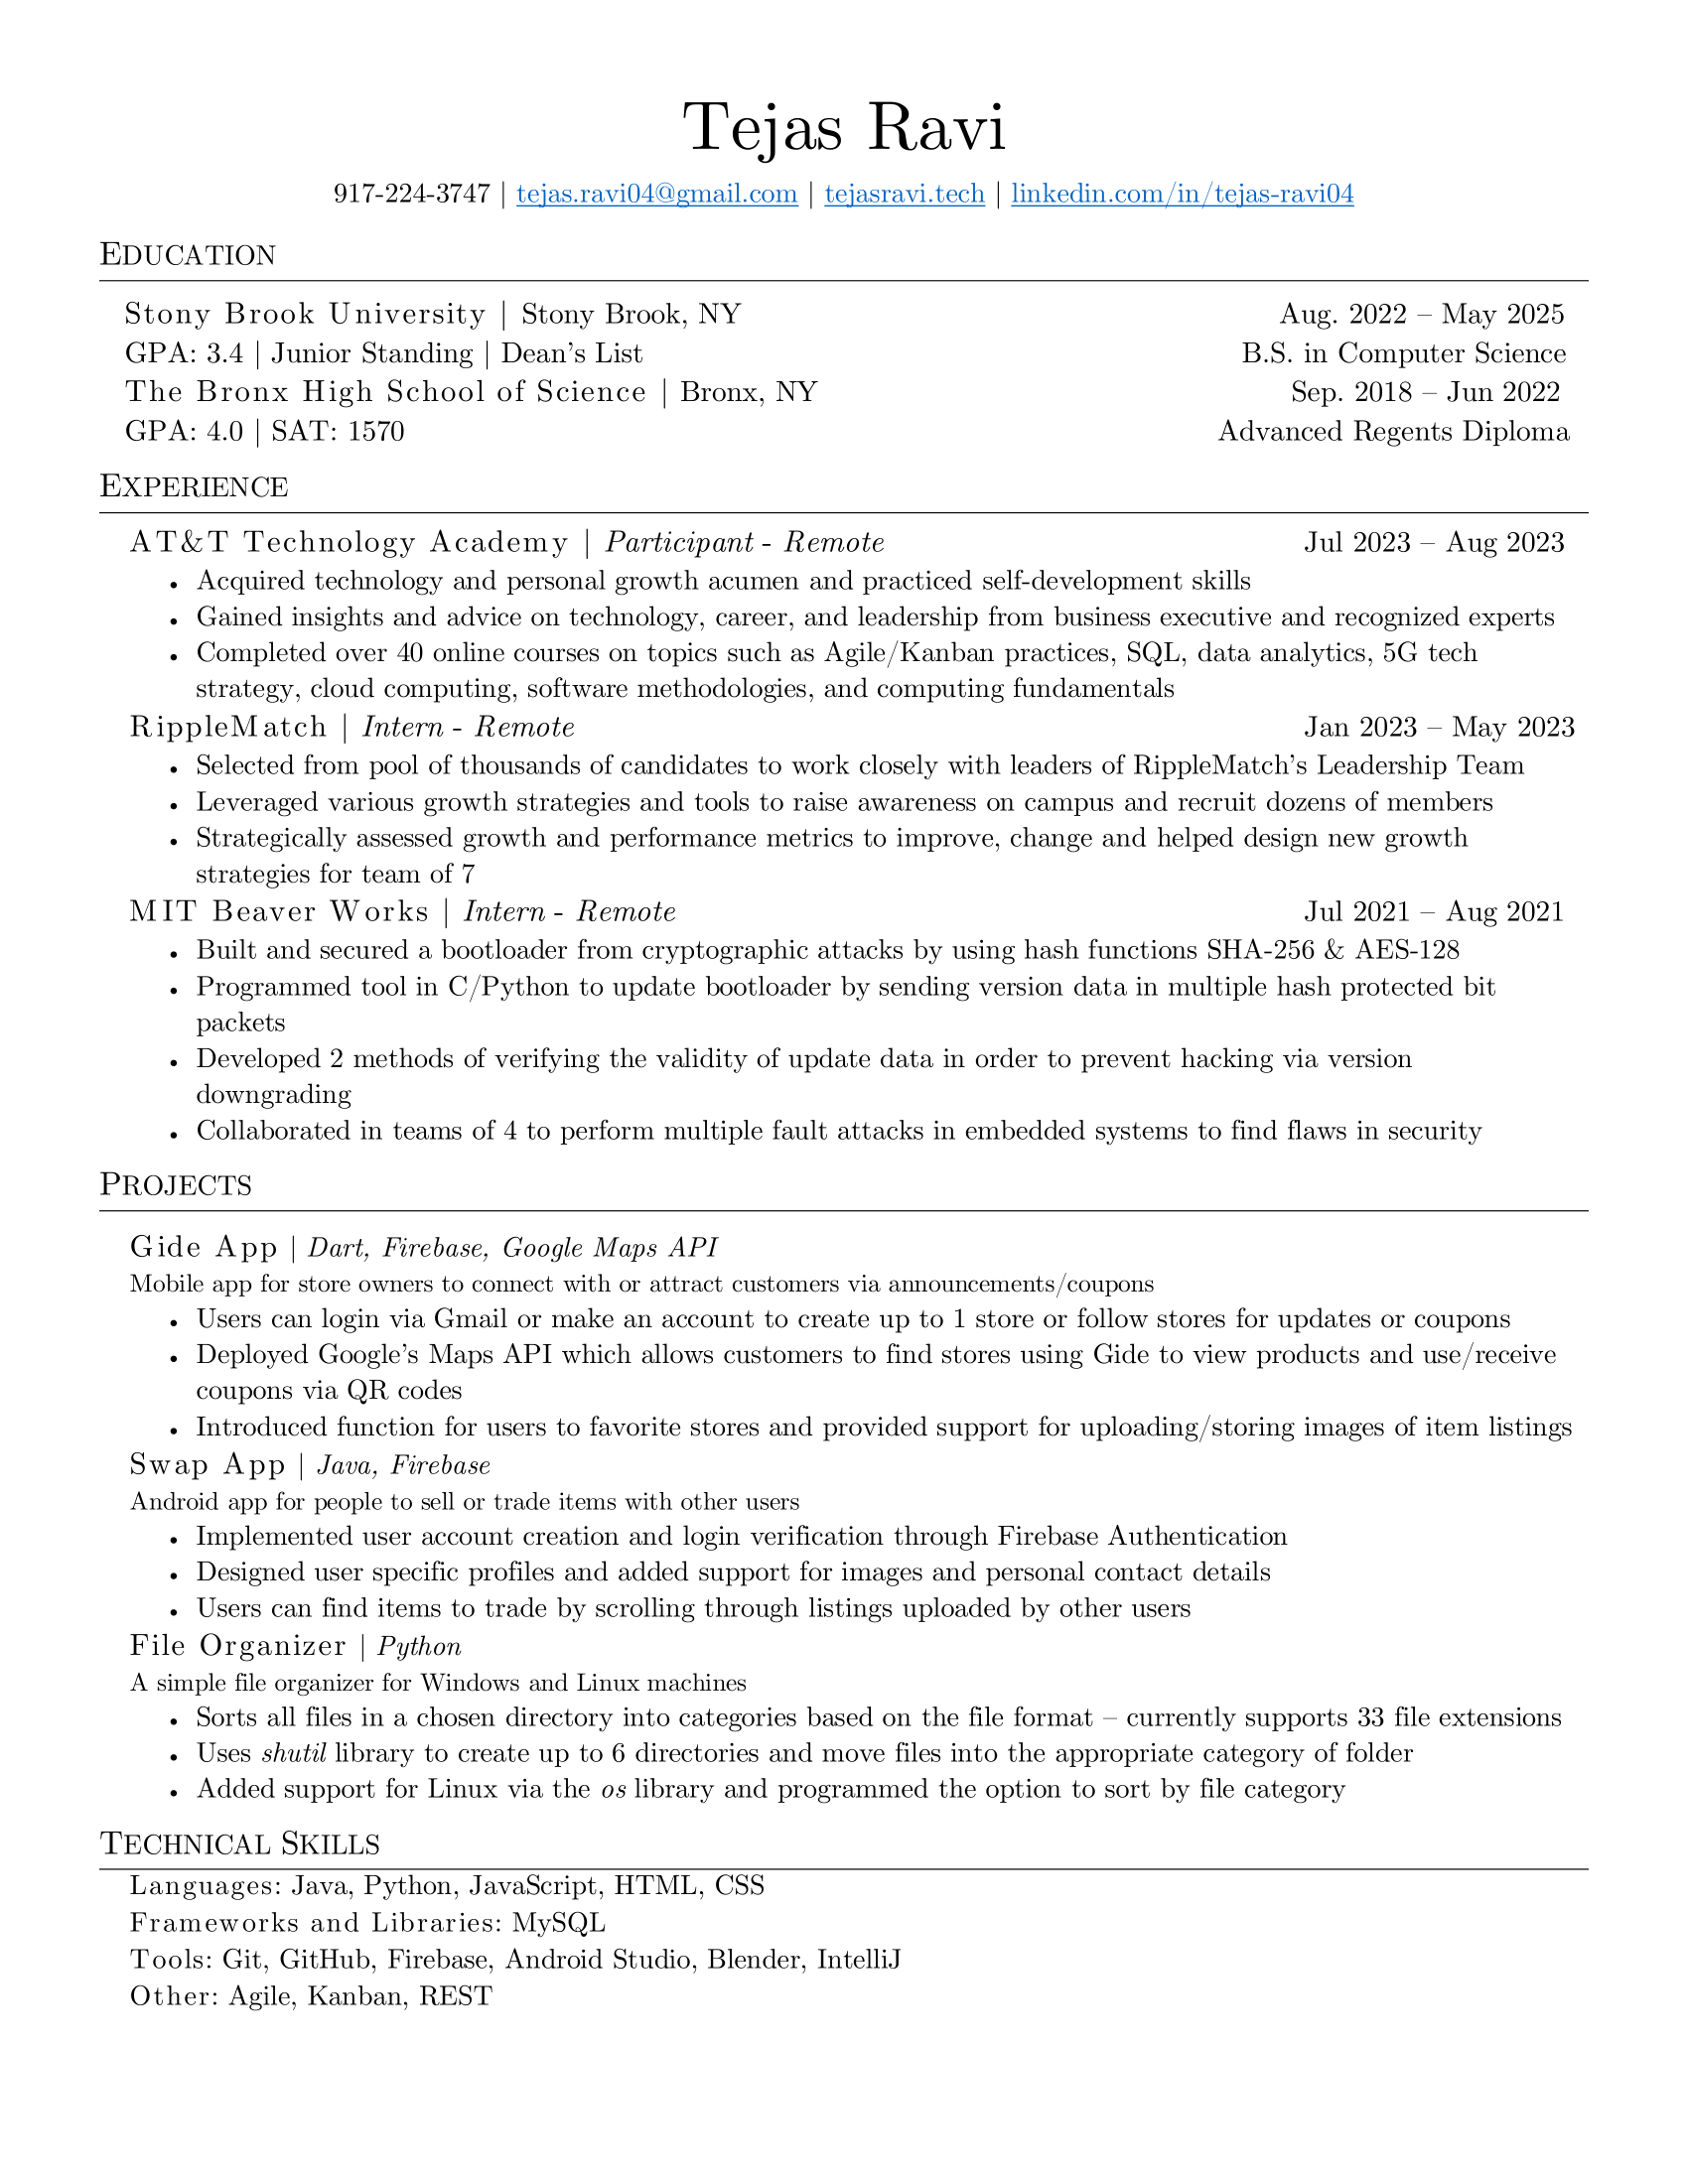 Tejas Ravi
917-224-3747 | tejas.ravi04@gmail.com | tejasravi.tech | linkedin.com/in/tejas-ravi04
EDUCATION
Stony Brook University | Stony Brook, NY Aug. 2022 – May 2025
GPA: 3.4 | Junior Standing | Dean's List B.S. in Computer Science
The Bronx High School of Science | Bronx, NY Sep. 2018 – Jun 2022
GPA: 4.0 | SAT: 1570 Advanced Regents Diploma
EXPERIENCE
AT&T Technology Academy | Participant - Remote Jul 2023 – Aug 2023
• Acquired technology and personal growth acumen and practiced self-development skills
• Gained insights and advice on technology, career, and leadership from business executive and recognized experts
• Completed over 40 online courses on topics such as Agile/Kanban practices, SQL, data analytics, 5G tech
strategy, cloud computing, software methodologies, and computing fundamentals
RippleMatch | Intern - Remote Jan 2023 – May 2023
• Selected from pool of thousands of candidates to work closely with leaders of RippleMatch's Leadership Team
• Leveraged various growth strategies and tools to raise awareness on campus and recruit dozens of members
• Strategically assessed growth and performance metrics to improve, change and helped design new growth
strategies for team of 7
MIT Beaver Works | Intern - Remote Jul 2021 – Aug 2021
• Built and secured a bootloader from cryptographic attacks by using hash functions SHA-256 & AES-128
• Programmed tool in C/Python to update bootloader by sending version data in multiple hash protected bit
packets
• Developed 2 methods of verifying the validity of update data in order to prevent hacking via version
downgrading
• Collaborated in teams of 4 to perform multiple fault attacks in embedded systems to find flaws in security
PROJECTS
Gide App | Dart, Firebase, Google Maps API
Mobile app for store owners to connect with or attract customers via announcements/coupons
• Users can login via Gmail or make an account to create up to 1 store or follow stores for updates or coupons
• Deployed Google's Maps API which allows customers to find stores using Gide to view products and use/receive
coupons via QR codes
• Introduced function for users to favorite stores and provided support for uploading/storing images of item listings
Swap App | Java, Firebase
Android app for people to sell or trade items with other users
• Implemented user account creation and login verification through Firebase Authentication
• Designed user specific profiles and added support for images and personal contact details
• Users can find items to trade by scrolling through listings uploaded by other users
File Organizer | Python
A simple file organizer for Windows and Linux machines
• Sorts all files in a chosen directory into categories based on the file format – currently supports 33 file extensions
• Uses shutil library to create up to 6 directories and move files into the appropriate category of folder
• Added support for Linux via the os library and programmed the option to sort by file category
TECHNICAL SKILLS
Languages: Java, Python, JavaScript, HTML, CSS
Frameworks and Libraries: MySQL
Tools: Git, GitHub, Firebase, Android Studio, Blender, IntelliJ
Other: Agile, Kanban, REST